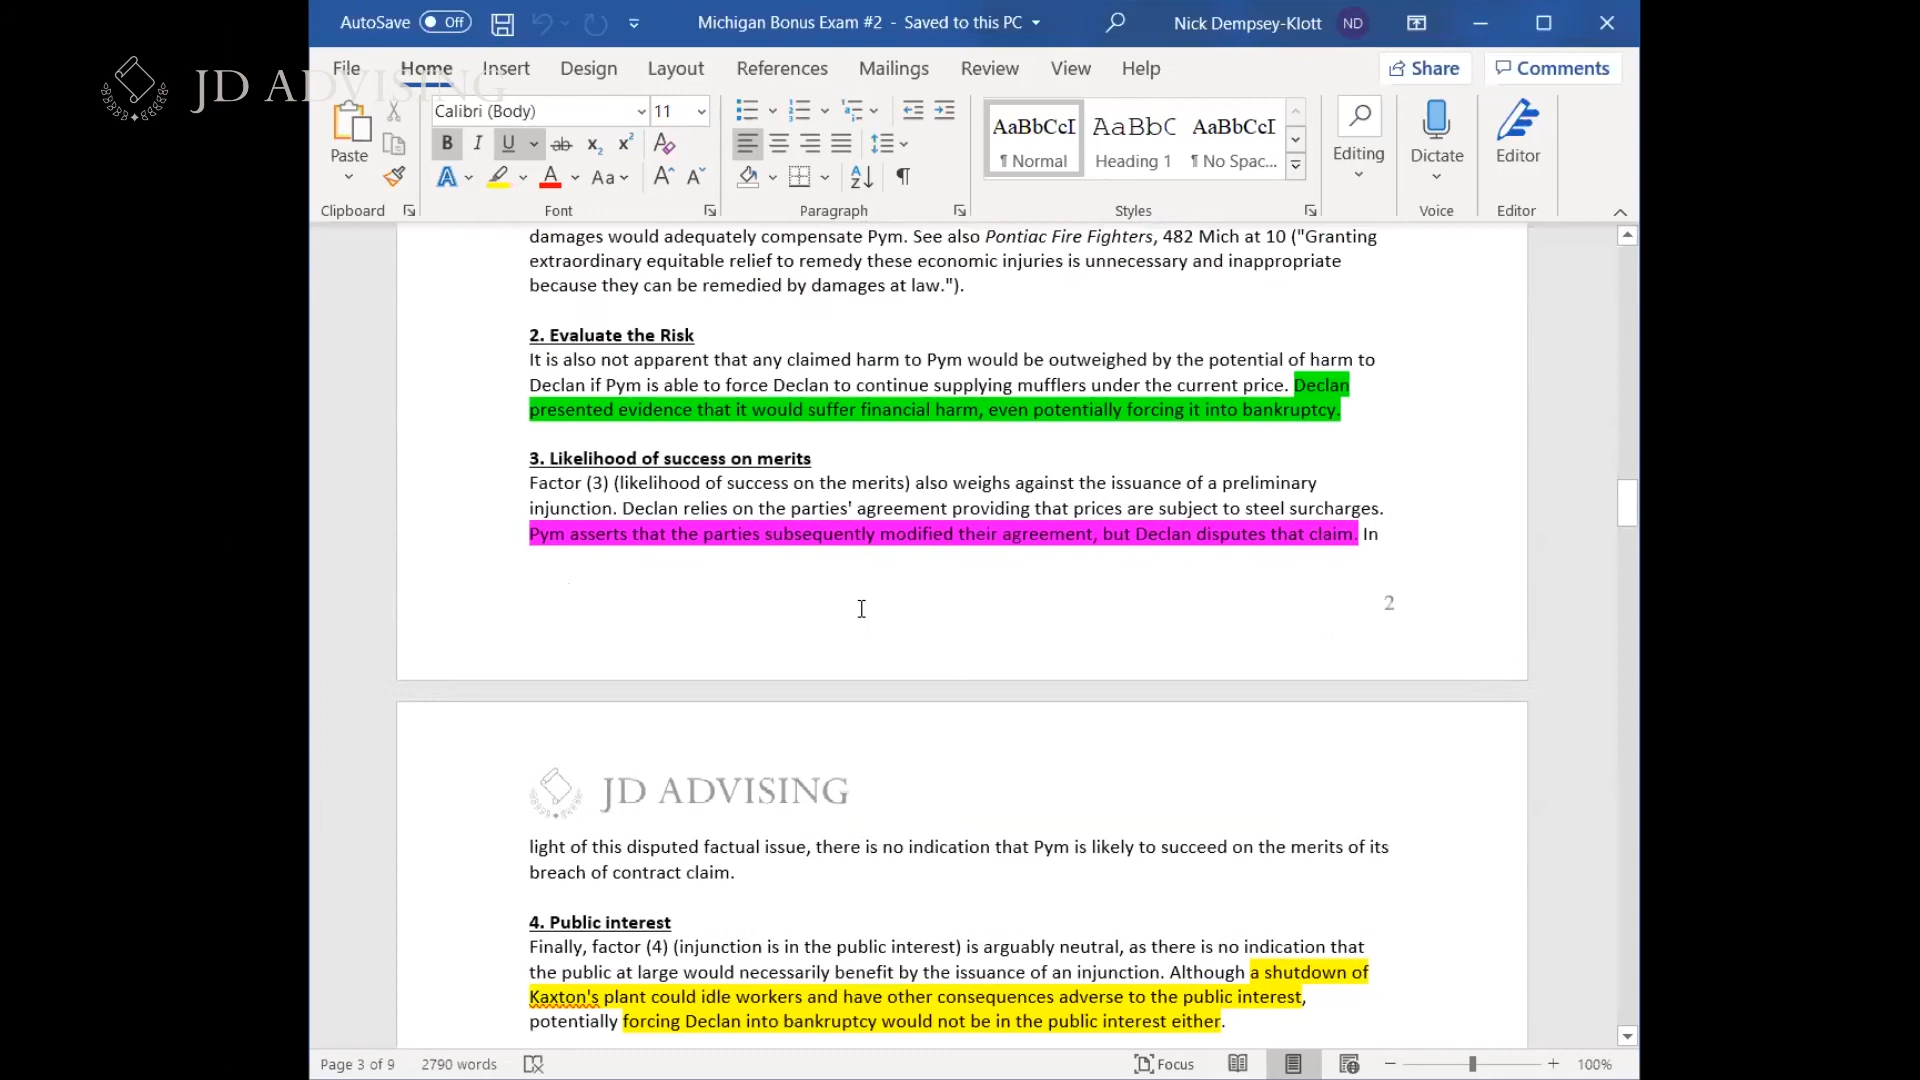 AutoSave Off Michigan Bonus Exam #2 - Saved to this PC Nick Dempsey-Klott ND
JD ADVISING
File Home Insert Design Layout References Mailings Review View Help Share Comments
Calibri (Body) 11
AaBbCcI AaBbC AaBbCcI
B I U ab x₂ x²
Paste ¶ Normal Heading 1 ¶ No Spac... Editing Dictate Editor
A A Aa A A A Z ¶
Clipboard Font Paragraph Styles Voice Editor
damages would adequately compensate Pym. See also Pontiac Fire Fighters, 482 Mich at 10 ("Granting
extraordinary equitable relief to remedy these economic injuries is unnecessary and inappropriate
because they can be remedied by damages at law.").
2. Evaluate the Risk
It is also not apparent that any claimed harm to Pym would be outweighed by the potential of harm to
Declan if Pym is able to force Declan to continue supplying mufflers under the current price. Declan
presented evidence that it would suffer financial harm, even potentially forcing it into bankruptcy.
3. Likelihood of success on merits
Factor (3) (likelihood of success on the merits) also weighs against the issuance of a preliminary
injunction. Declan relies on the parties' agreement providing that prices are subject to steel surcharges.
Pym asserts that the parties subsequently modified their agreement, but Declan disputes that claim. In
2
JD ADVISING
light of this disputed factual issue, there is no indication that Pym is likely to succeed on the merits of its
breach of contract claim.
4. Public interest
Finally, factor (4) (injunction is in the public interest) is arguably neutral, as there is no indication that
the public at large would necessarily benefit by the issuance of an injunction. Although a shutdown of
Kaxton's plant could idle workers and have other consequences adverse to the public interest,
potentially forcing Declan into bankruptcy would not be in the public interest either.
Page 3 of 9 2790 words Focus 100%